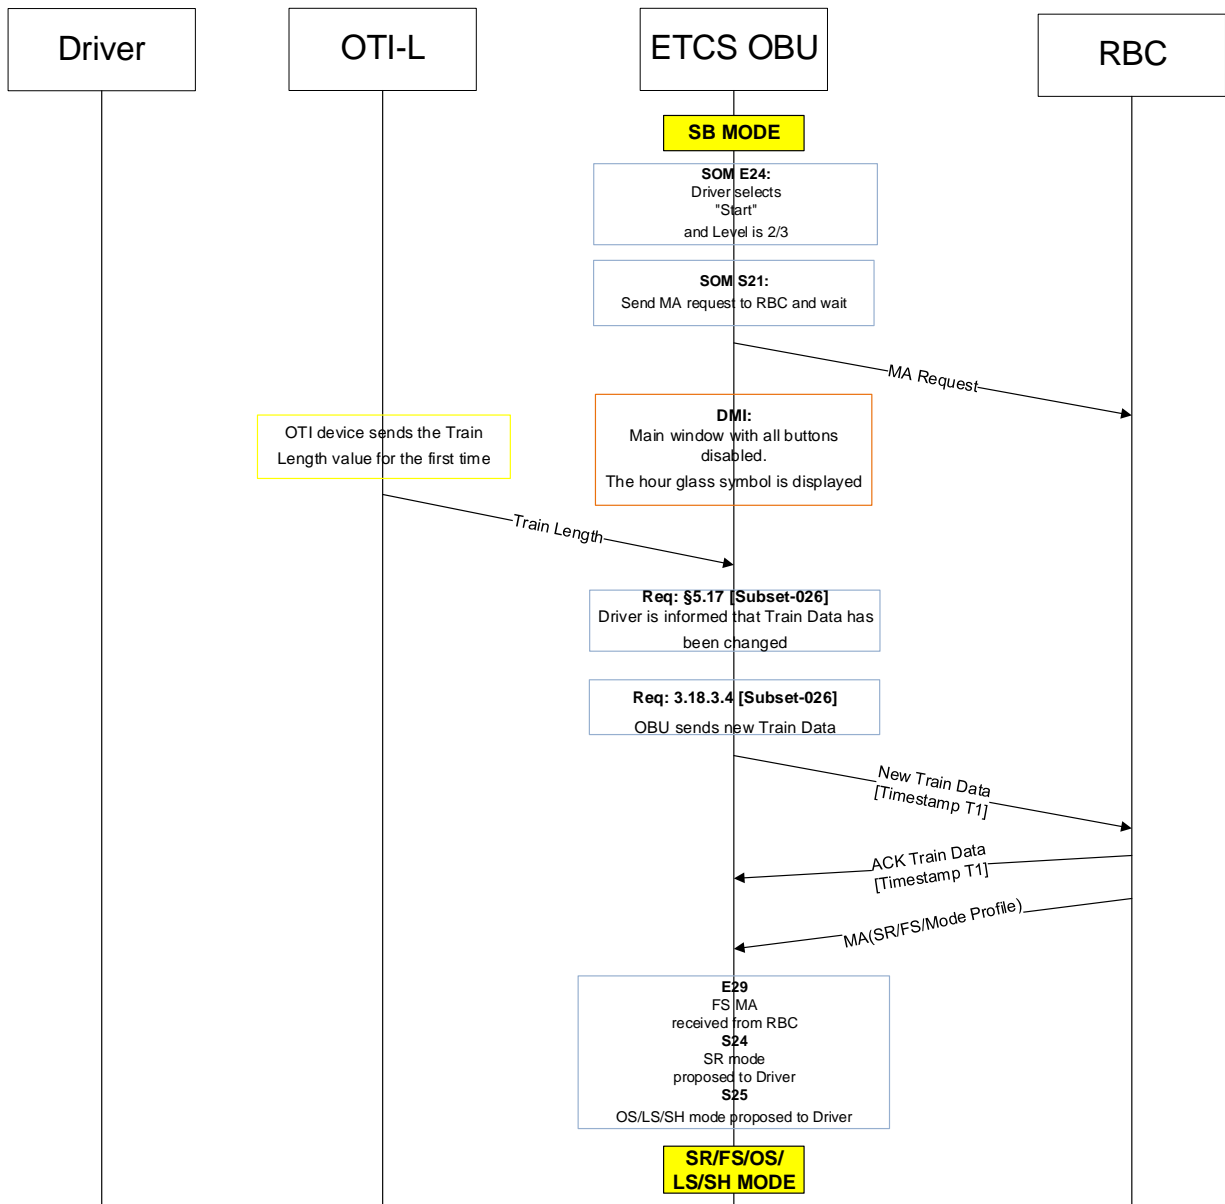 Driver
OTI-L
ETCS OBU
RBC
SB MODE
SOM E24:
Driver selects
"Start"
and Level is 2/3
SOM S21:
Send MA request to RBC and wait
MA Request
OTI device sends the Train
Length value for the first time
DMI:
Main window with all buttons
disabled.
The hour glass symbol is displayed
Train Length
Req: §5.17 [Subset-026]
Driver is informed that Train Data has
been changed
Req: 3.18.3.4 [Subset-026]
OBU sends new Train Data
New Train Data
[Timestamp T1]
ACK Train Data
[Timestamp T1]
MA(SR/FS/Mode Profile)
E29
FS MA
received from RBC
S24
SR mode
proposed to Driver
S25
OS/LS/SH mode proposed to Driver
SR/FS/OS/
LS/SH MODE